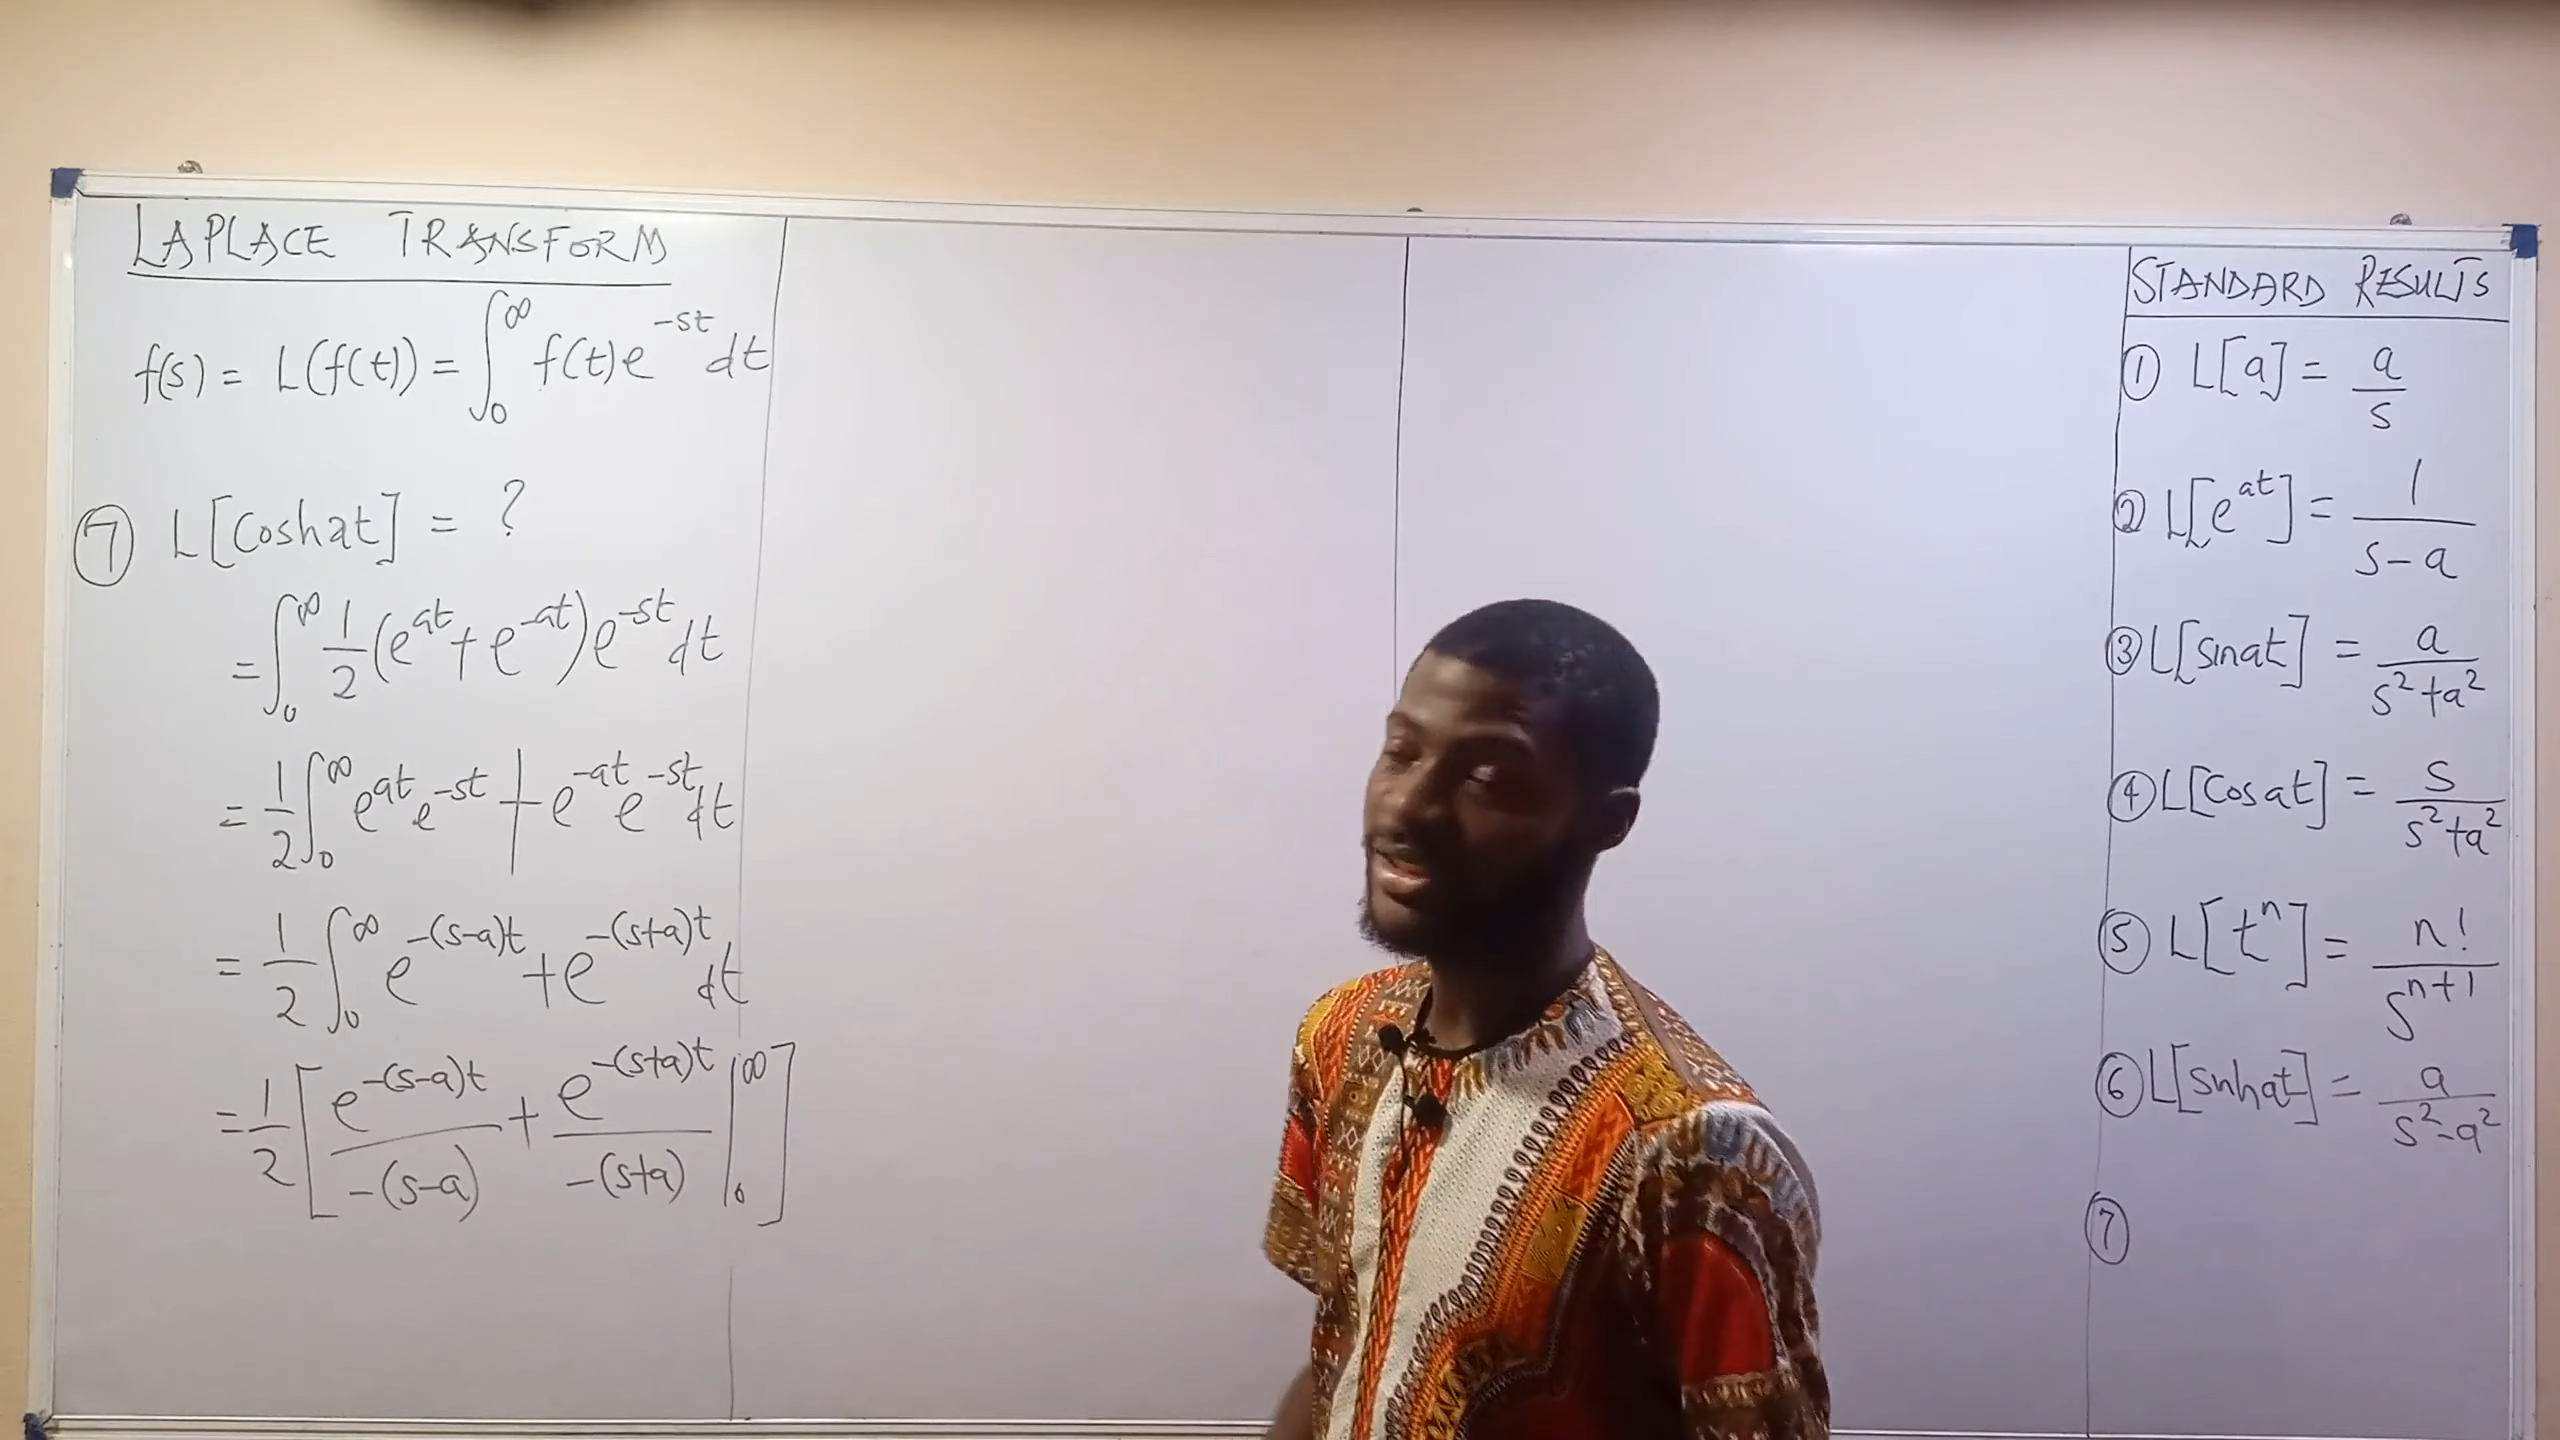 LAPLACE TRANSFORM
f(s) = L(f(t)) = ∫₀^∞ f(t)e^{-st}dt
⑦ L[Coshat] = ?
= ∫₀^∞ 1/2 (e^{at} + e^{-at})e^{-st}dt
= 1/2 ∫₀^∞ e^{at}e^{-st} + e^{-at}e^{-st}dt
= 1/2 ∫₀^∞ e^{-(s-a)t} + e^{-(s+a)t}dt
= 1/2 [e^{-(s-a)t}/-(s-a) + e^{-(s+a)t}/-(s+a) |₀^∞]
STANDARD RESULTS
① L[a] = a/s
② L[e^{at}] = 1/(s-a)
③ L[sinat] = a/(s²+a²)
④ L[Cosat] = s/(s²+a²)
⑤ L[t^n] = n!/s^{n+1}
⑥ L[sinhat] = a/(s²-a²)
⑦